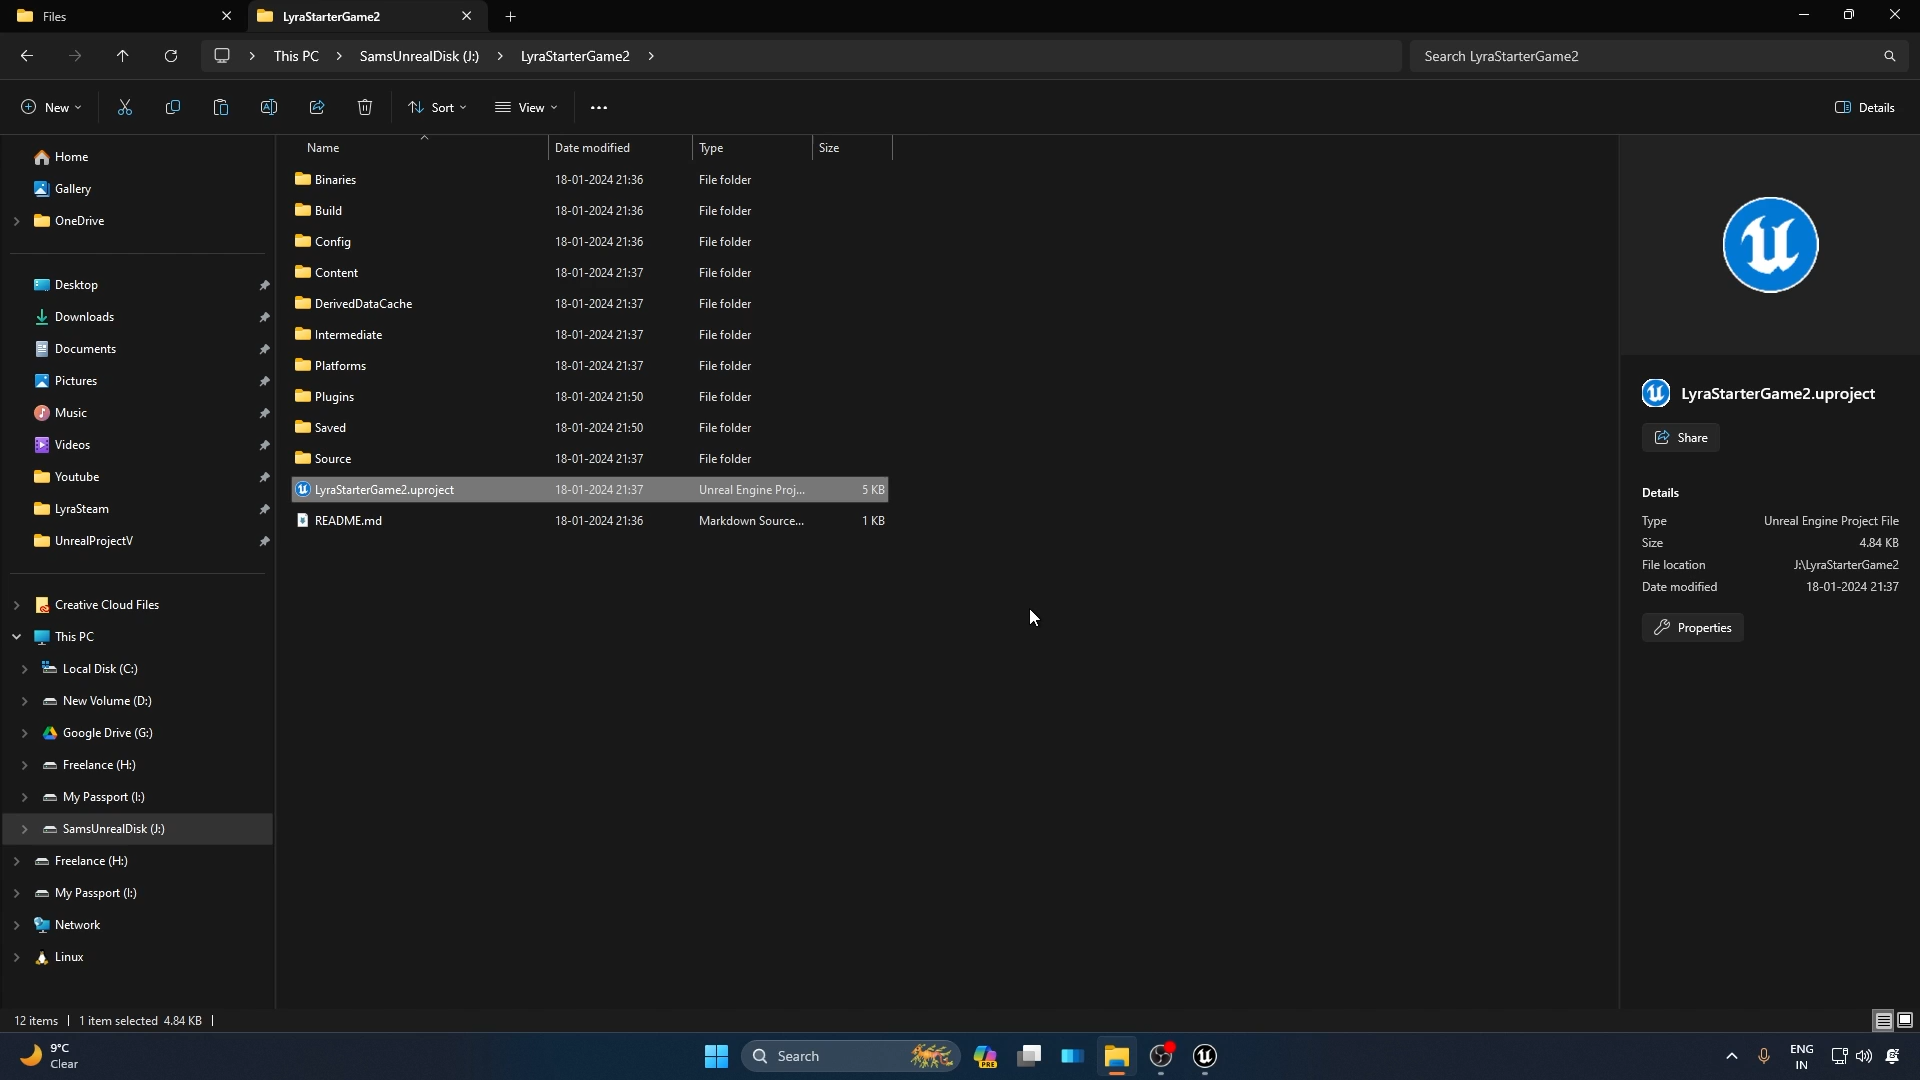 Files
LyraStarterGame2
This PC
SamsUnrealDisk (J:)
LyraStarterGame2
Search LyraStarterGame2
New
Sort
View
Details
Home
Gallery
OneDrive
Desktop
Downloads
Documents
Pictures
Music
Videos
Youtube
LyraSteam
UnrealProjectV
Creative Cloud Files
This PC
Local Disk (C:)
New Volume (D:)
Google Drive (G:)
Freelance (H:)
My Passport (I:)
SamsUnrealDisk (J:)
Freelance (H:)
My Passport (I:)
Network
Linux
Name Date modified Type Size
Binaries 18-01-2024 21:36 File folder
Build 18-01-2024 21:36 File folder
Config 18-01-2024 21:36 File folder
Content 18-01-2024 21:37 File folder
DerivedDataCache 18-01-2024 21:37 File folder
Intermediate 18-01-2024 21:37 File folder
Platforms 18-01-2024 21:37 File folder
Plugins 18-01-2024 21:50 File folder
Saved 18-01-2024 21:50 File folder
Source 18-01-2024 21:37 File folder
LyraStarterGame2.uproject 18-01-2024 21:37 Unreal Engine Proj... 5 KB
README.md 18-01-2024 21:36 Markdown Source... 1 KB
LyraStarterGame2.uproject
Share
Details
Type Unreal Engine Project File
Size 4.84 KB
File location J:\LyraStarterGame2
Date modified 18-01-2024 21:37
Properties
12 items 1 item selected 4.84 KB
9°C
Clear
Search
PRE
ENG
IN